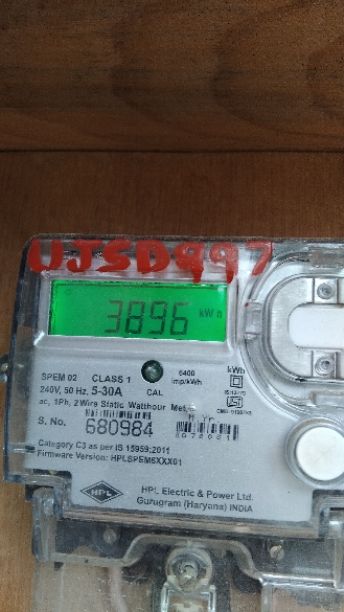 UJSD997
3896 kWh
SPEM 02 CLASS 1
6400 imp/kWh
kWh
240V, 50 Hz, 5-30A CAL
ac, 1Ph, 2Wire Static Watthour Meter
S. No. 680984
M Yr
Category C3 as per IS 15959:2011
Firmware Version: HPLSPEM6XXX01
HPL
HPL Electric & Power Ltd.
Gurugram (Haryana) INDIA